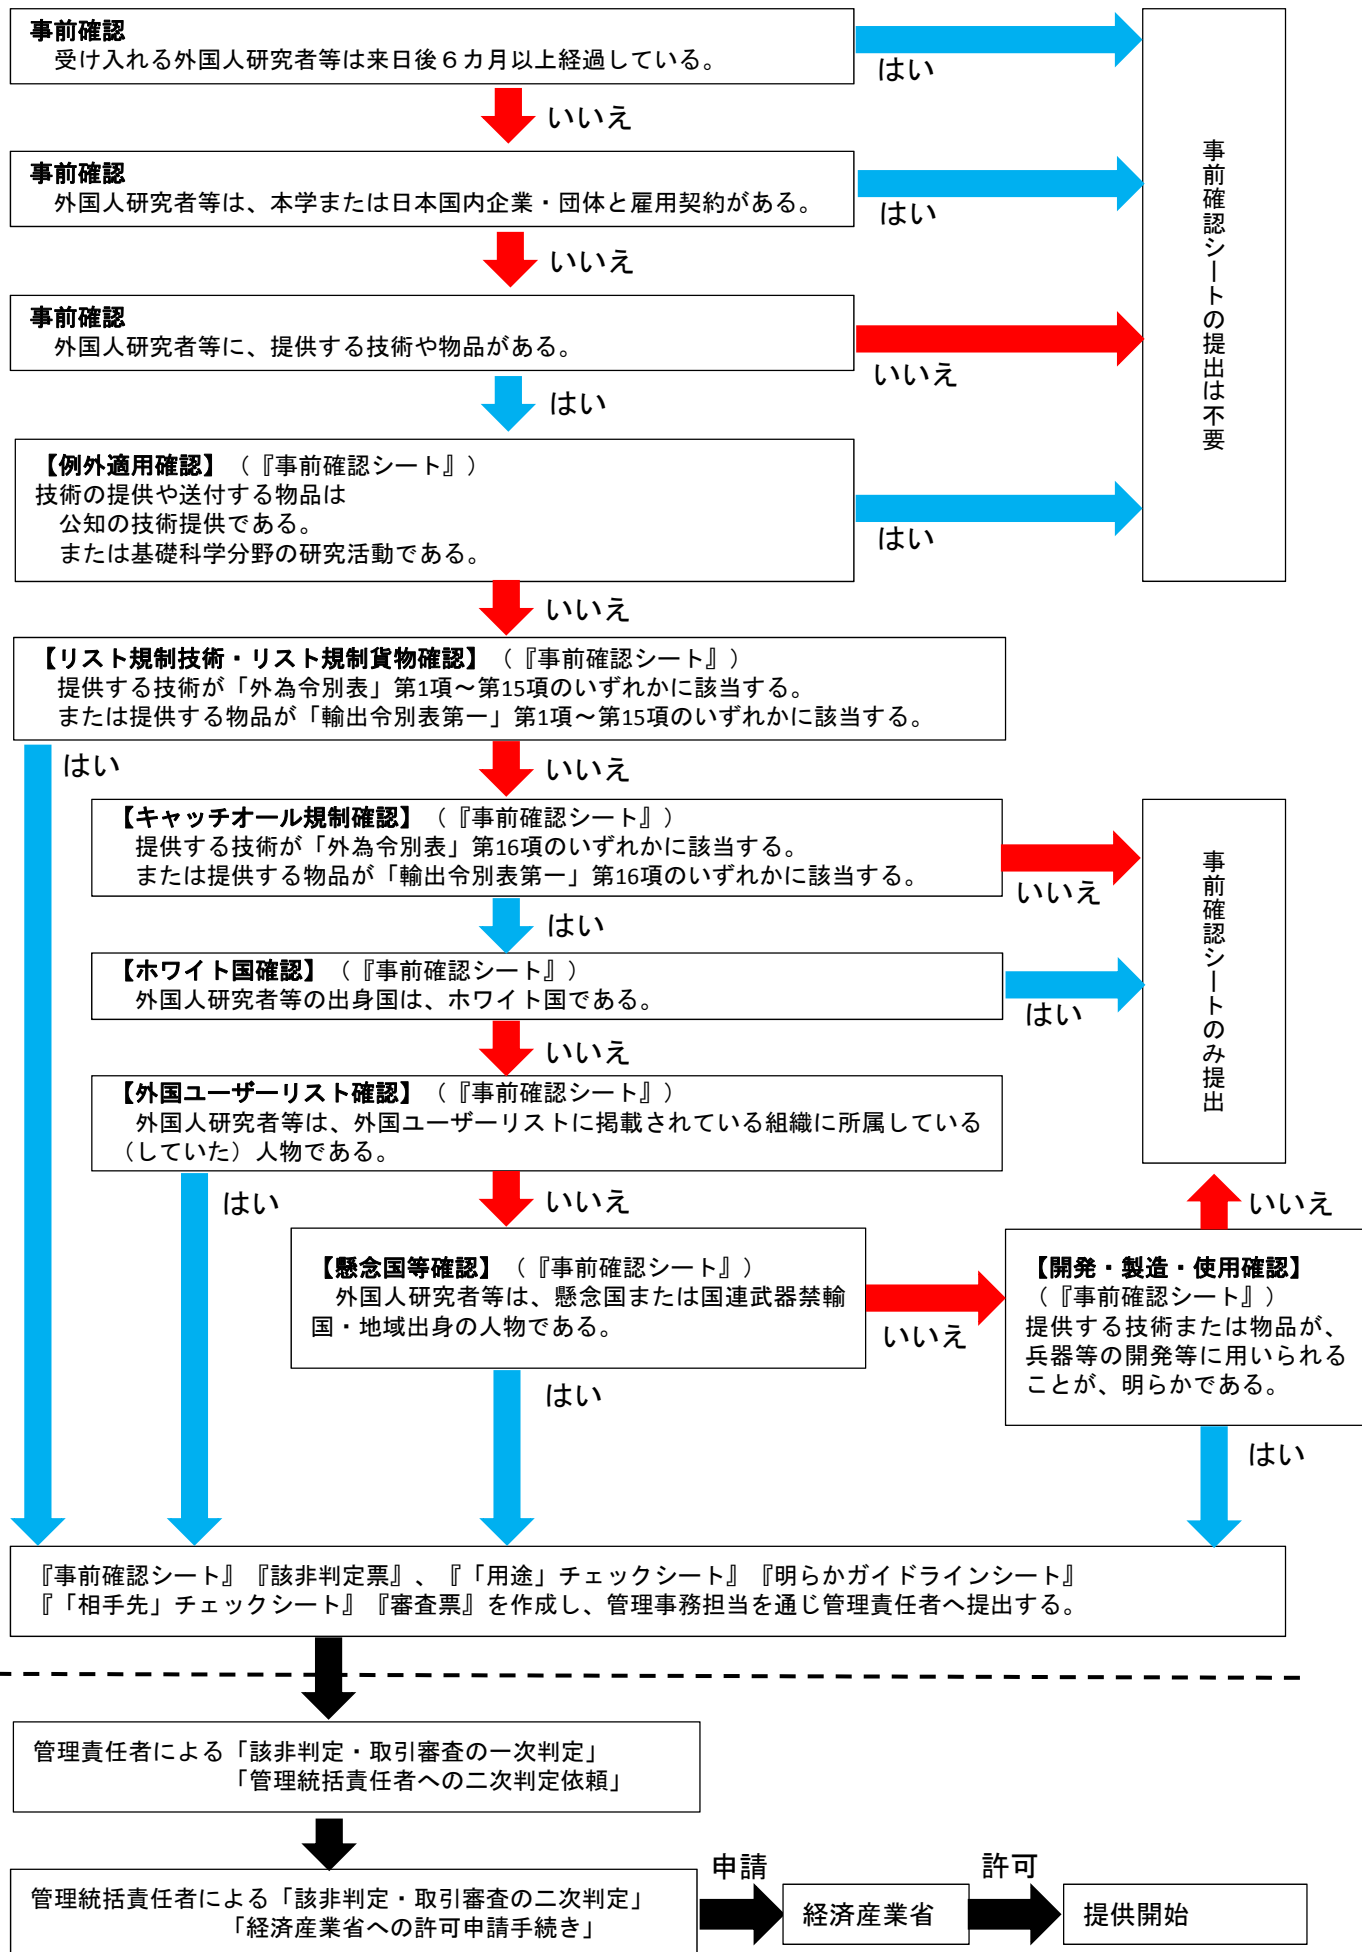 事前確認
受け入れる外国人研究者等は来日後６カ月以上経過している。
はい
いいえ
事前確認
外国人研究者等は、本学または日本国内企業・団体と雇用契約がある。
はい
いいえ
事前確認
外国人研究者等に、提供する技術や物品がある。
いいえ
はい
事前確認シートの提出は不要
【例外適用確認】（『事前確認シート』）
技術の提供や送付する物品は
公知の技術提供である。
または基礎科学分野の研究活動である。
はい
いいえ
【リスト規制技術・リスト規制貨物確認】（『事前確認シート』）
提供する技術が「外為令別表」第1項～第15項のいずれかに該当する。
または提供する物品が「輸出令別表第一」第1項～第15項のいずれかに該当する。
はい
いいえ
【キャッチオール規制確認】（『事前確認シート』）
提供する技術が「外為令別表」第16項のいずれかに該当する。
または提供する物品が「輸出令別表第一」第16項のいずれかに該当する。
いいえ
はい
事前確認シートのみ提出
【ホワイト国確認】（『事前確認シート』）
外国人研究者等の出身国は、ホワイト国である。
はい
いいえ
【外国ユーザーリスト確認】（『事前確認シート』）
外国人研究者等は、外国ユーザーリストに掲載されている組織に所属している
（していた）人物である。
はい
いいえ
いいえ
【懸念国等確認】（『事前確認シート』）
外国人研究者等は、懸念国または国連武器禁輸
国・地域出身の人物である。
いいえ
はい
【開発・製造・使用確認】
（『事前確認シート』）
提供する技術または物品が、
兵器等の開発等に用いられる
ことが、明らかである。
はい
『事前確認シート』『該非判定票』、『「用途」チェックシート』『明らかガイドラインシート』
『「相手先」チェックシート』『審査票』を作成し、管理事務担当を通じ管理責任者へ提出する。
管理責任者による「該非判定・取引審査の一次判定」
「管理統括責任者への二次判定依頼」
管理統括責任者による「該非判定・取引審査の二次判定」
「経済産業省への許可申請手続き」
申請
経済産業省
許可
提供開始